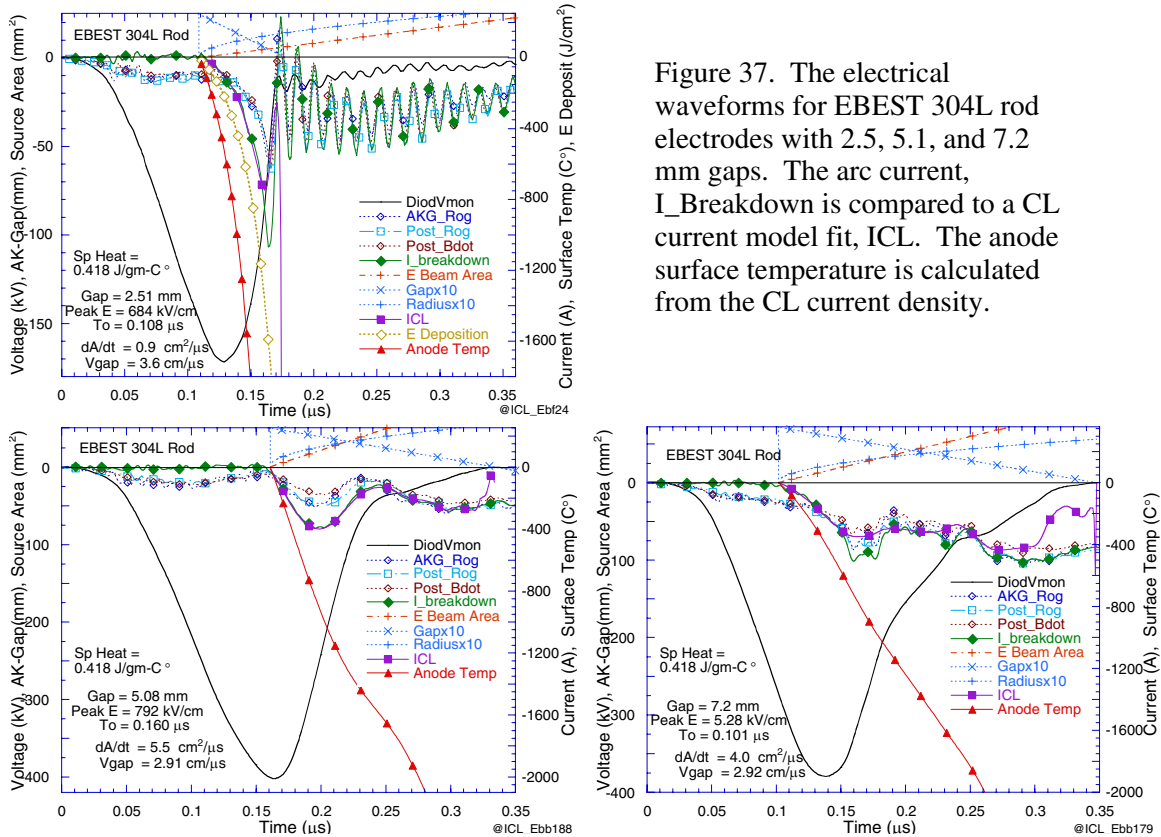 EBEST 304L Rod
Voltage (kV), AK-Gap(mm), Source Area (mm²)
0
-50
-100
150
Current (A), Surface Temp (C°), E Deposit (J/cm²)
0
-400
-800
-1200
-1600
DiodVmon
AKG_Rog
Post_Rog
Post_Bdot
I_breakdown
E Beam Area
Gapx10
Radiusx10
ICL
E Deposition
Anode Temp
Sp Heat =
0.418 J/gm-C°
Gap = 2.51 mm
Peak E = 684 kV/cm
To = 0.108 µs
dA/dt = 0.9 cm²/µs
Vgap = 3.6 cm/µs
0 0.05 0.1 0.15 0.2 0.25 0.3 0.35
Time (µs)
@ICL_Ebf24
Figure 37. The electrical
waveforms for EBEST 304L rod
electrodes with 2.5, 5.1, and 7.2
mm gaps. The arc current,
I_Breakdown is compared to a CL
current model fit, ICL. The anode
surface temperature is calculated
from the CL current density.
EBEST 304L Rod
Voltage (kV), AK-Gap(mm), Source Area (mm²)
0
50
100
150
200
250
-300
350
400
Current (A), Surface Temp (C°)
0
-400
-800
-1200
-1600
-2000
DiodVmon
AKG_Rog
Post_Rog
Post_Bdot
I_breakdown
E Beam Area
Gapx10
Radiusx10
ICL
Anode Temp
Sp Heat =
0.418 J/gm-C°
Gap = 5.08 mm
Peak E = 792 kV/cm
To = 0.160 µs
dA/dt = 5.5 cm²/µs
Vgap = 2.91 cm/µs
0 0.05 0.1 0.15 0.2 0.25 0.3 0.35
Time (µs)
@ICL_Ebb188
EBEST 304L Rod
Voltage (kV), AK-Gap(mm), Source Area (mm²)
0
-50
100
150
200
250
-300
-350
-400
Current (A), Surface Temp (C°)
0
-400
-800
-1200
-1600
-2000
DiodVmon
AKG_Rog
Post_Rog
Post_Bdot
I_breakdown
E Beam Area
Gapx10
Radiusx10
ICL
Anode Temp
Sp Heat =
0.418 J/gm-C°
Gap = 7.2 mm
Peak E = 5.28 kV/cm
To = 0.101 µs
dA/dt = 4.0 cm²/µs
Vgap = 2.92 cm/µs
0 0.05 0.1 0.15 0.2 0.25 0.3 0.35
Time (µs)
@ICL_Ebb179